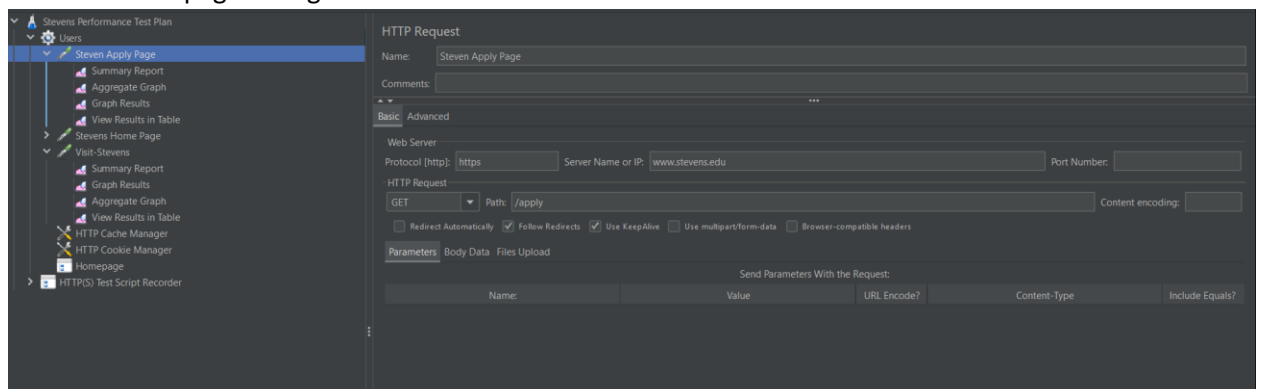 Stevens Performance Test Plan
Users
Steven Apply Page
Summary Report
Aggregate Graph
Graph Results
View Results in Table
Stevens Home Page
Visit-Stevens
Summary Report
Graph Results
Aggregate Graph
View Results in Table
HTTP Cache Manager
HTTP Cookie Manager
Homepage
HTTP(S) Test Script Recorder
HTTP Request
Name: Steven Apply Page
Comments:
Basic Advanced
Web Server
Protocol [http]: https Server Name or IP: www.stevens.edu Port Number:
HTTP Request
GET Path: /apply Content encoding:
Redirect Automatically Follow Redirects Use KeepAlive Use multipart/form-data Browser-compatible headers
Parameters Body Data Files Upload
Send Parameters With the Request:
Name: Value URL Encode? Content-Type Include Equals?